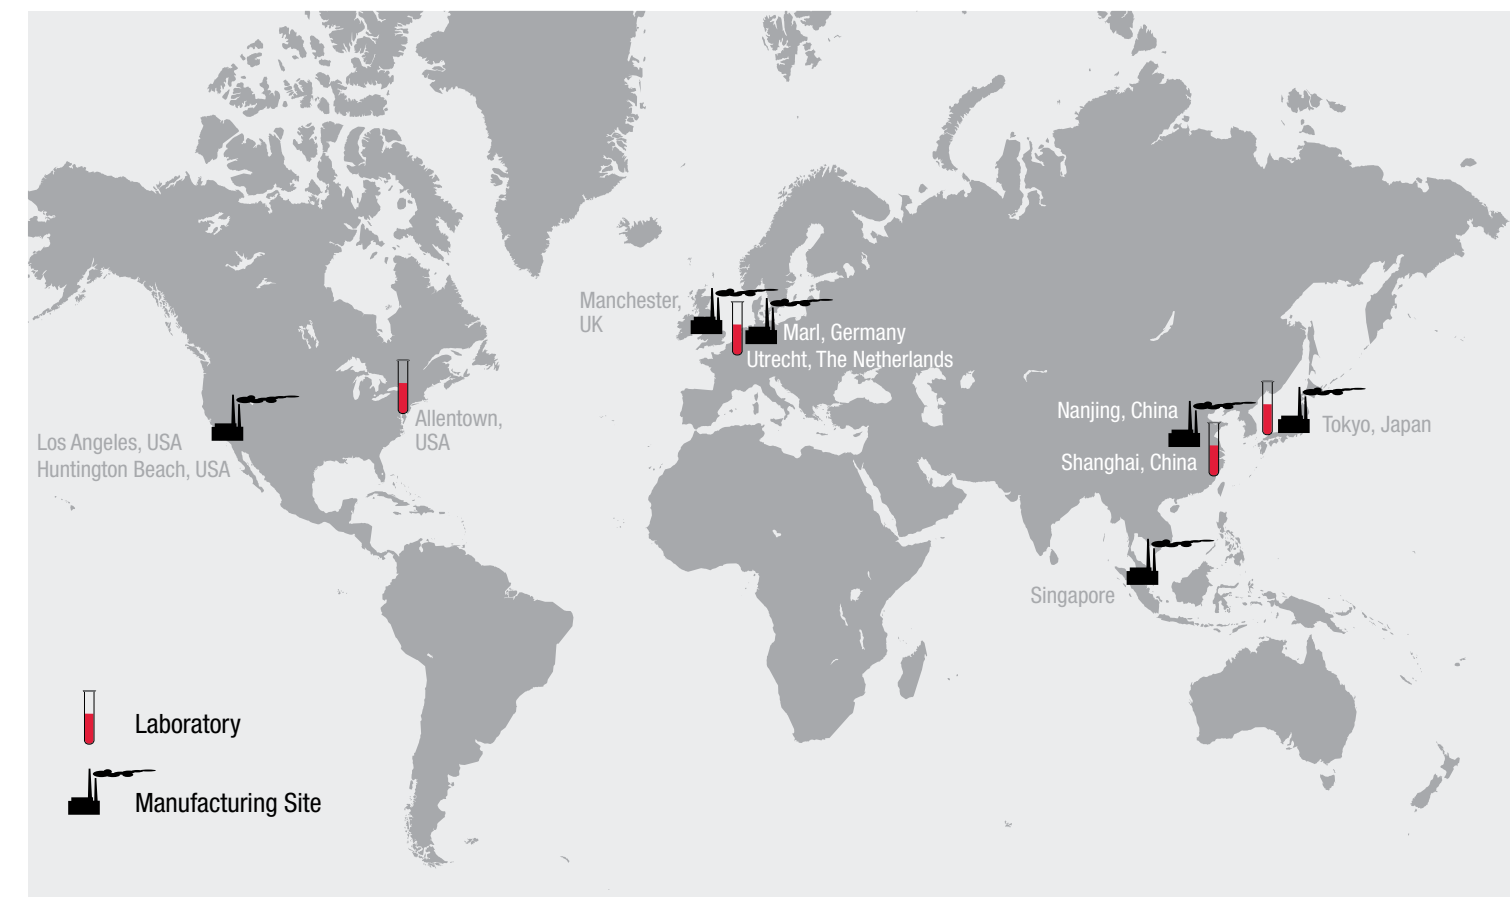 Manchester,
UK
Marl, Germany
Utrecht, The Netherlands
Allentown,
USA
Los Angeles, USA
Huntington Beach, USA
Nanjing, China
Tokyo, Japan
Shanghai, China
Singapore
Laboratory
Manufacturing Site